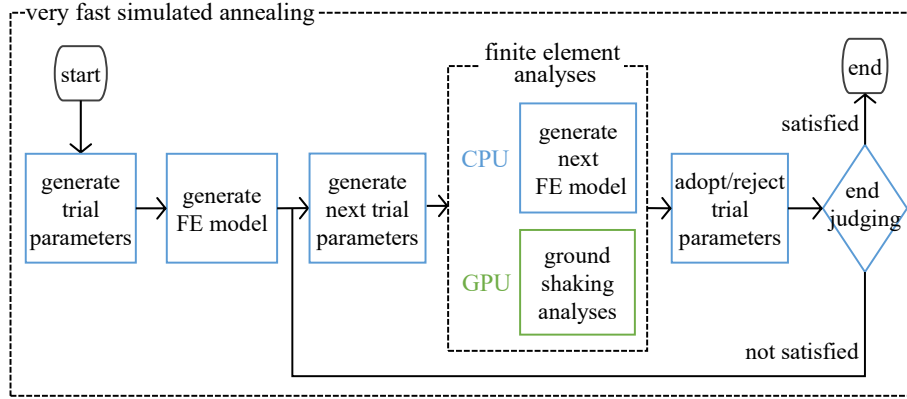 very fast simulated annealing
start
generate
trial
parameters
generate
FE model
generate
next trial
parameters
finite element
analyses
CPU
generate
next
FE model
GPU
ground
shaking
analyses
adopt/reject
trial
parameters
end
judging
satisfied
end
not satisfied